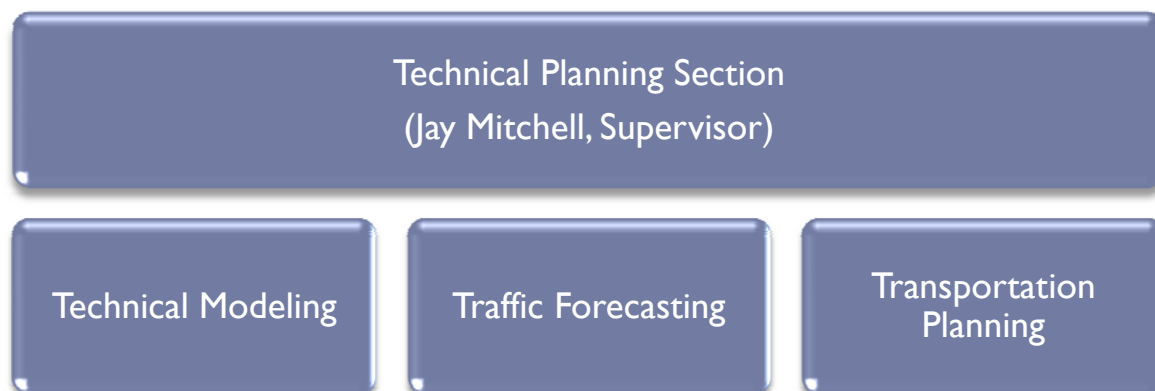 Technical Planning Section
(Jay Mitchell, Supervisor)
Technical Modeling
Traffic Forecasting
Transportation
Planning